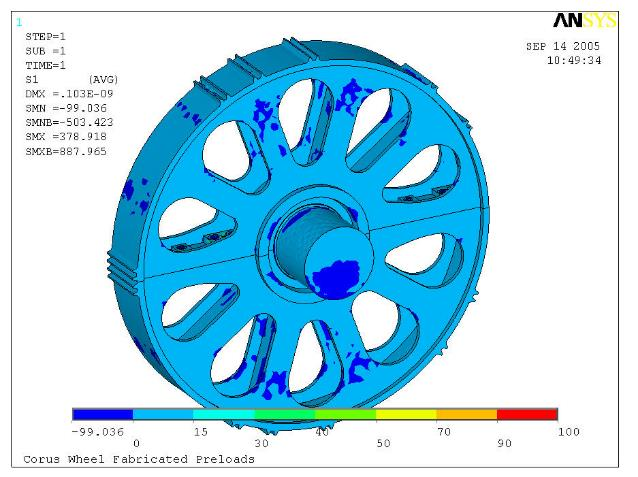 1
ANSYS
STEP=1
SUB =1
TIME=1
S1 (AVG)
DMX =.103E-09
SMN =-99.036
SMNB=-503.423
SMX =378.918
SMXB=887.965
SEP 14 2005
10:49:34
-99.036 15 40 70 100
0 30 50 90
Corus Wheel Fabricated Preloads